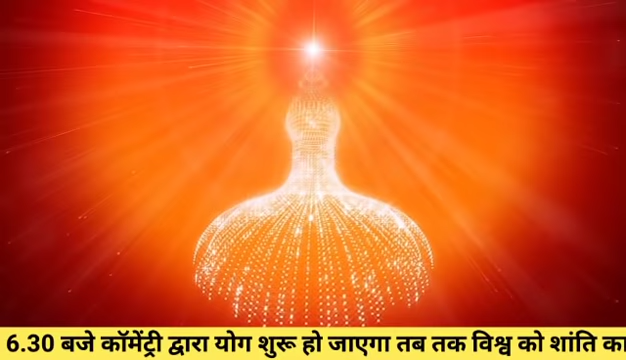 6.30 बजे कॉमेंट्री द्वारा योग शुरू हो जाएगा तब तक विश्व को शांति का